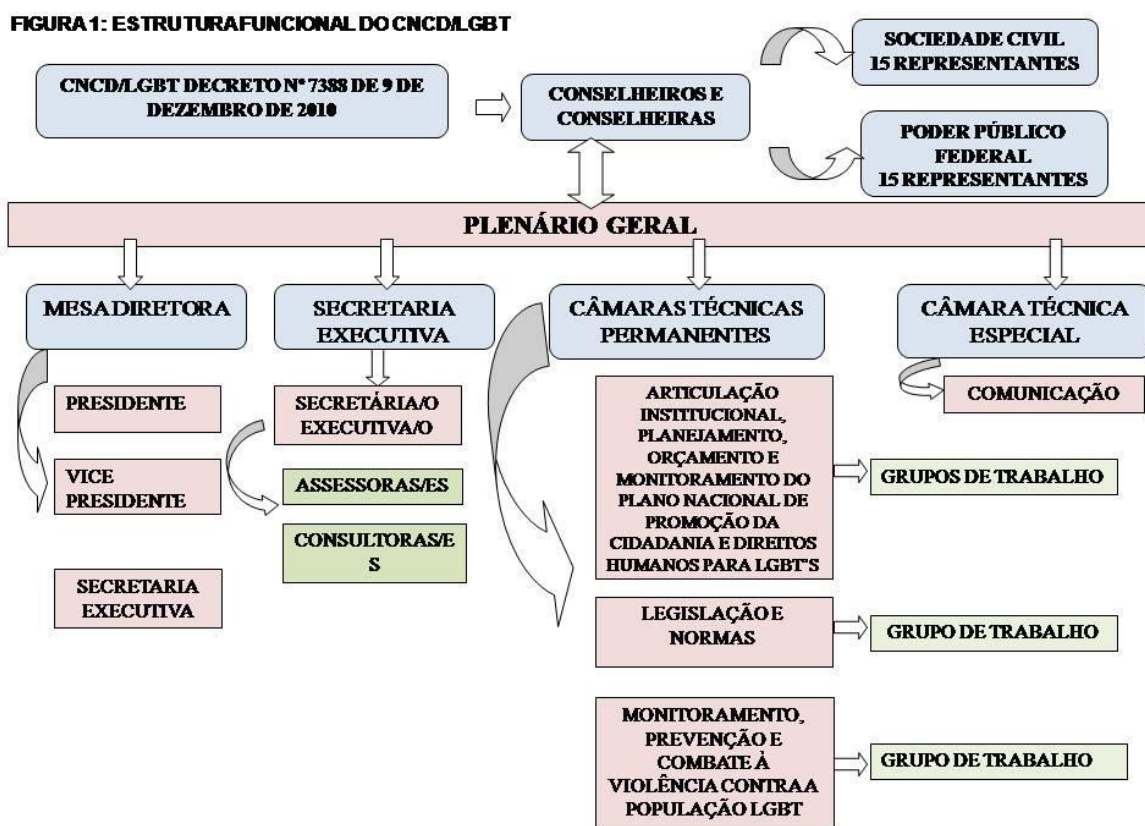 FIGURA 1: ESTRUTURA FUNCIONAL DO CNCD/LGBT
CNCD/LGBT DECRETO Nº 7388 DE 9 DE
DEZEMBRO DE 2010
CONSELHEIROS E
CONSELHEIRAS
SOCIEDADE CIVIL
15 REPRESENTANTES
PODER PÚBLICO
FEDERAL
15 REPRESENTANTES
PLENÁRIO GERAL
MESA DIRETORA
PRESIDENTE
VICE
PRESIDENTE
SECRETARIA
EXECUTIVA
SECRETARIA
EXECUTIVA
SECRETÁRIA/O
EXECUTIVA/O
ASSESSORAS/ES
CONSULTORAS/E
S
CÂMARAS TÉCNICAS
PERMANENTES
ARTICULAÇÃO
INSTITUCIONAL,
PLANEJAMENTO,
ORÇAMENTO E
MONITORAMENTO DO
PLANO NACIONAL DE
PROMOÇÃO DA
CIDADANIA E DIREITOS
HUMANOS PARA LGBT'S
GRUPOS DE TRABALHO
LEGISLAÇÃO E
NORMAS
GRUPO DE TRABALHO
MONITORAMENTO,
PREVENÇÃO E
COMBATE À
VIOLÊNCIA CONTRA A
POPULAÇÃO LGBT
GRUPO DE TRABALHO
CÂMARA TÉCNICA
ESPECIAL
COMUNICAÇÃO